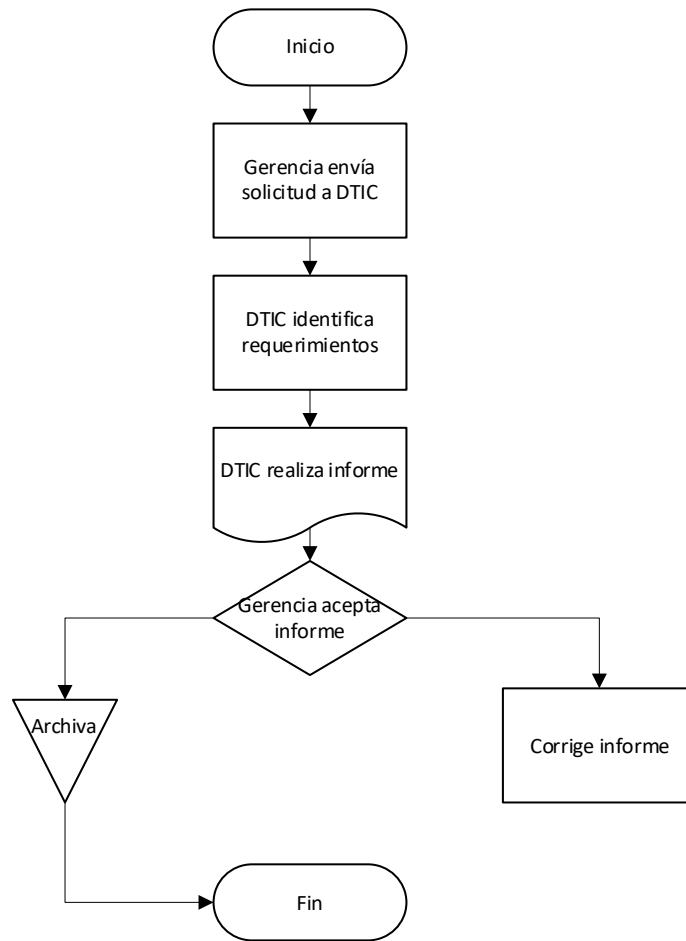 Inicio
Gerencia envía
solicitud a DTIC
DTIC identifica
requerimientos
DTIC realiza informe
Gerencia acepta
informe
Archiva
Corrige informe
Fin